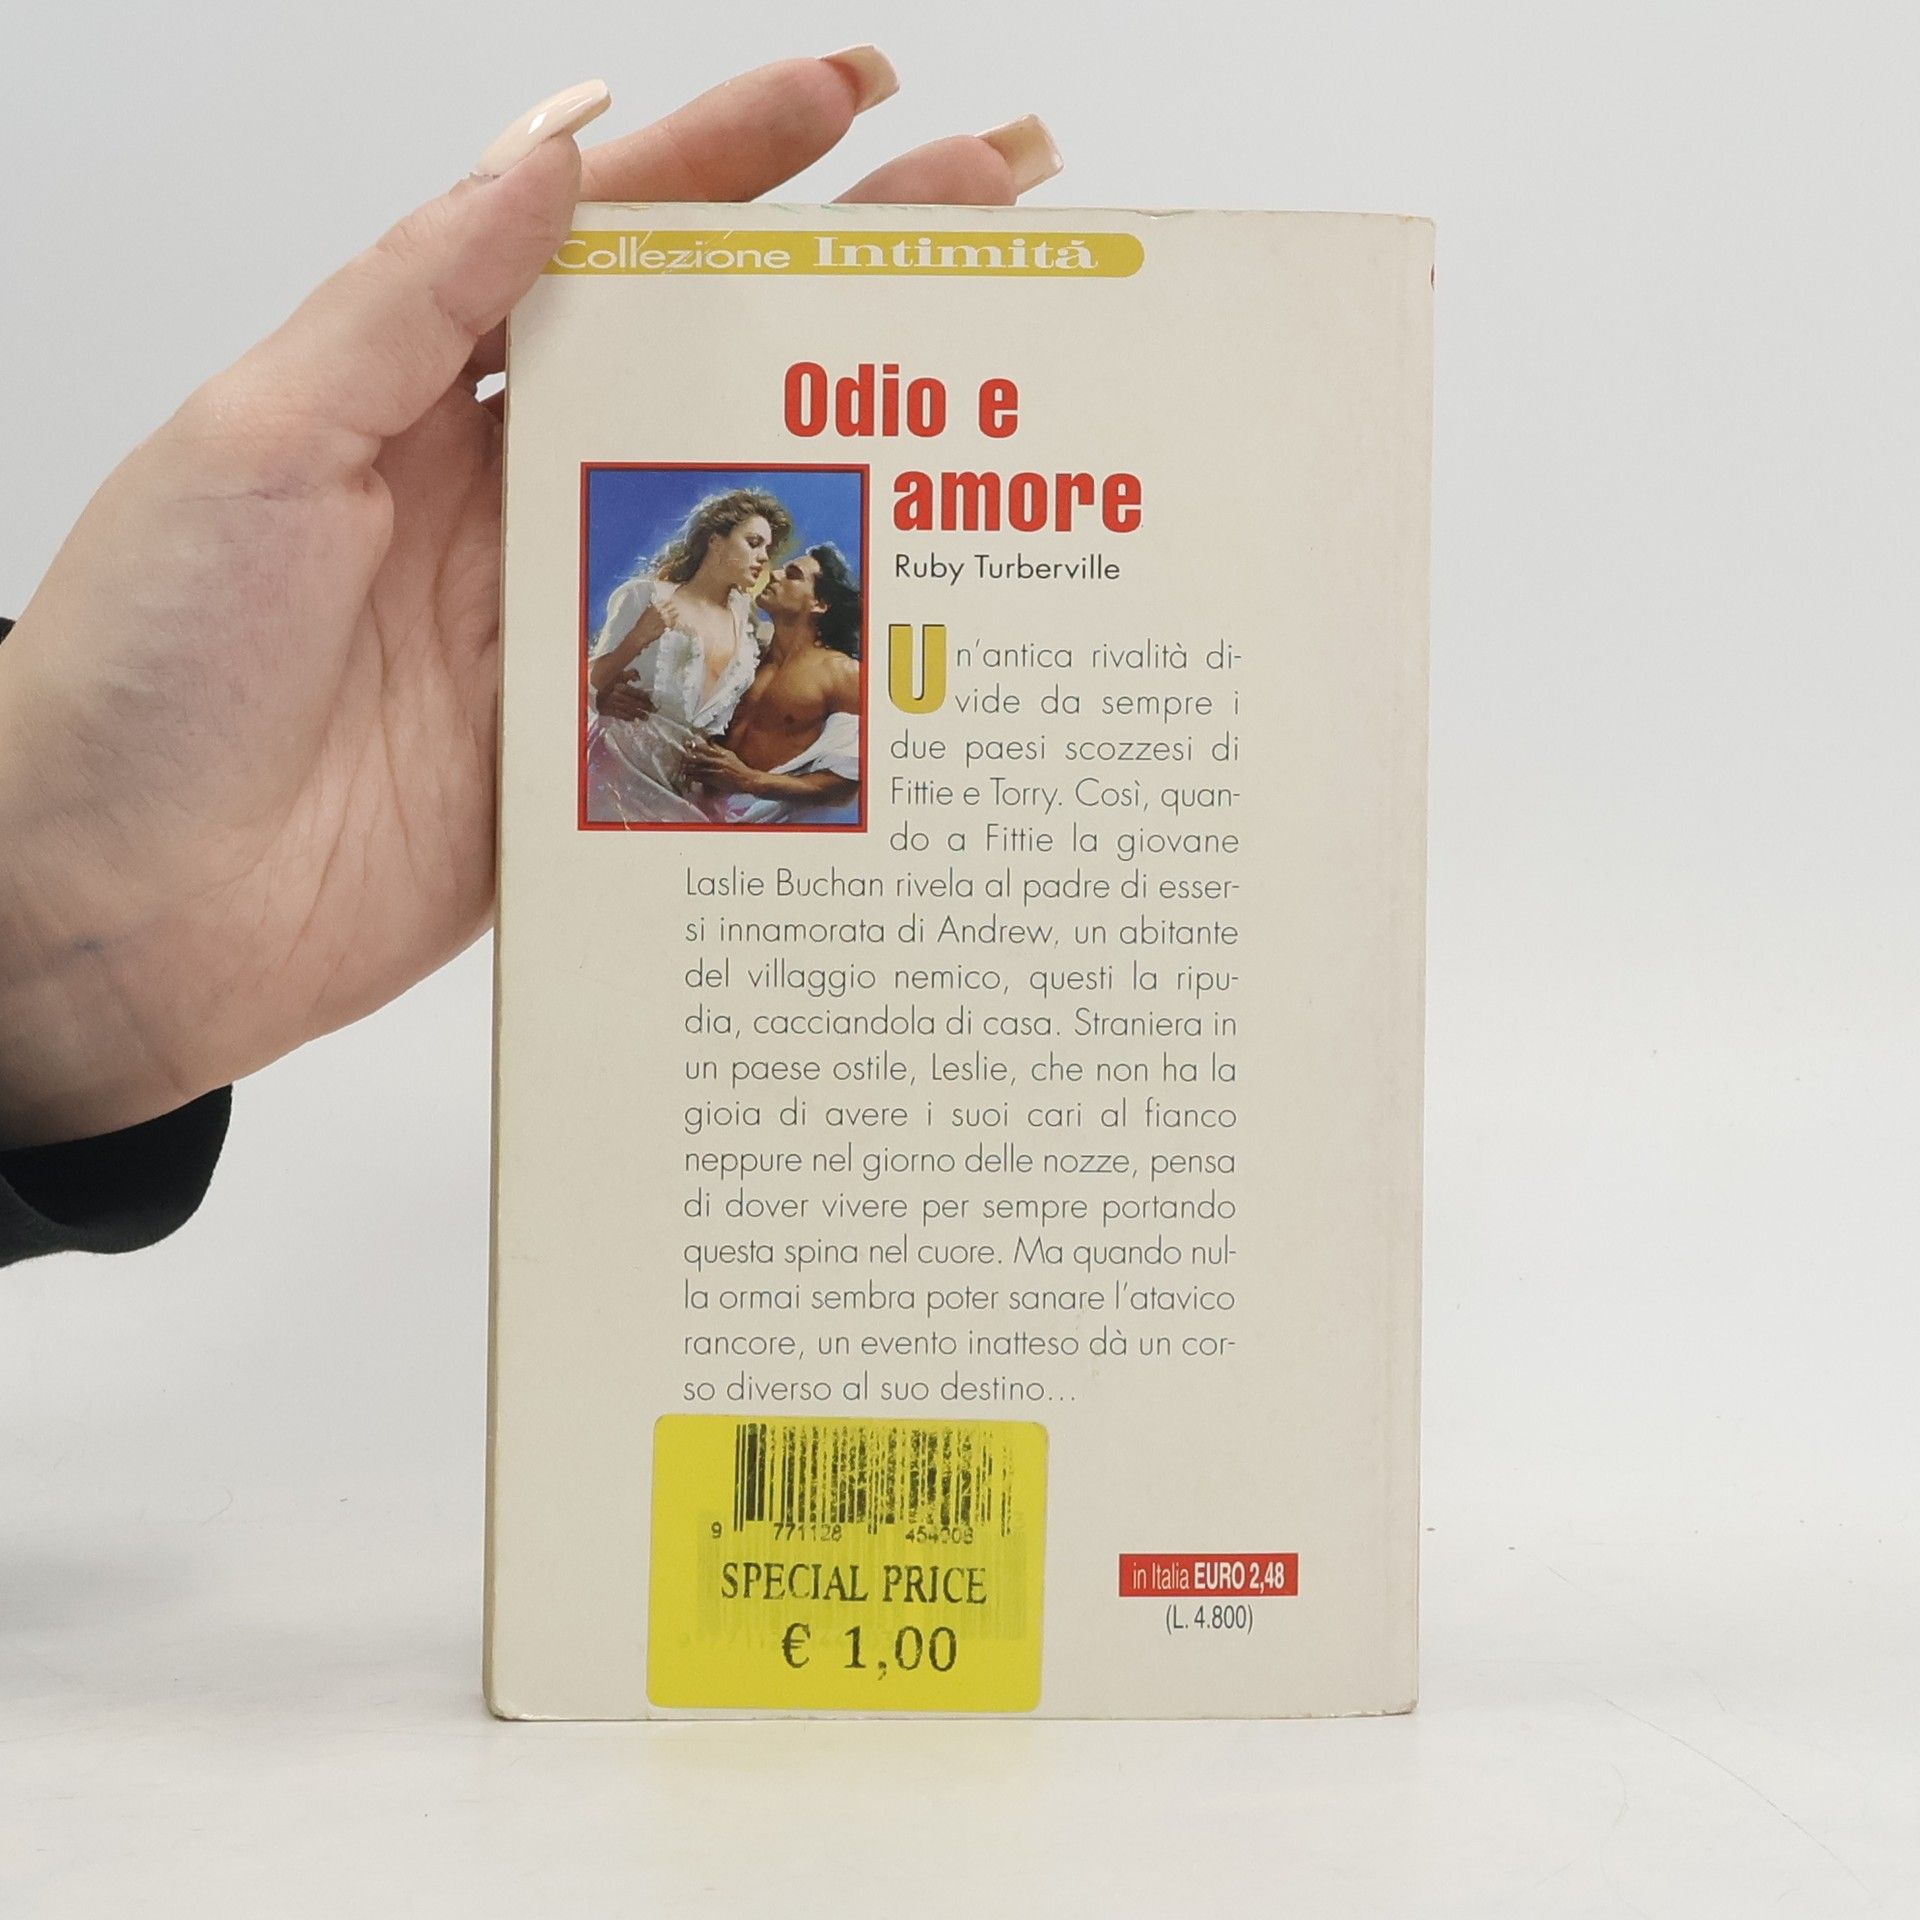 Collezione Intimità
Odio e
amore
Ruby Turberville
Un'antica rivalità di-
vide da sempre i
due paesi scozzesi di
Fittie e Torry. Così, quan-
do a Fittie la giovane
Laslie Buchan rivela al padre di esser-
si innamorata di Andrew, un abitante
del villaggio nemico, questi la ripu-
dia, cacciandola di casa. Straniera in
un paese ostile, Leslie, che non ha la
gioia di avere i suoi cari al fianco
neppure nel giorno delle nozze, pensa
di dover vivere per sempre portando
questa spina nel cuore. Ma quando nul-
la ormai sembra poter sanare l'atavico
rancore, un evento inatteso dà un cor-
so diverso al suo destino...
9 771128 454008
SPECIAL PRICE
€ 1,00
in Italia EURO 2,48
(L. 4.800)